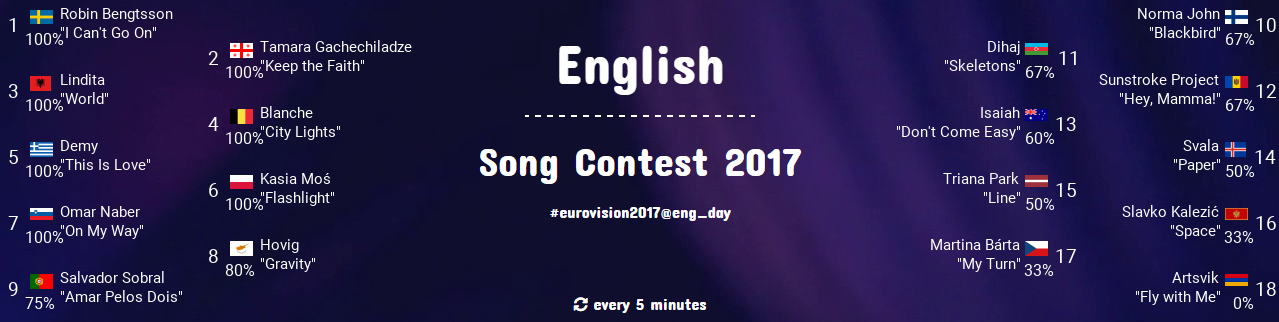 1 Robin Bengtsson
100% "I Can't Go On"
2 Tamara Gachechiladze
100% "Keep the Faith"
3 Lindita
100% "World"
4 Blanche
100% "City Lights"
5 Demy
100% "This Is Love"
6 Kasia Moś
100% "Flashlight"
7 Omar Naber
100% "On My Way"
8 Hovig
80% "Gravity"
9 Salvador Sobral
75% "Amar Pelos Dois"
English
Song Contest 2017
#eurovision2017@eng_day
every 5 minutes
Norma John 10
"Blackbird" 67%
Dihaj 11
"Skeletons" 67%
Sunstroke Project 12
"Hey, Mamma!" 67%
Isaiah 13
"Don't Come Easy" 60%
Svala 14
"Paper" 50%
Triana Park 15
"Line" 50%
Slavko Kalezić 16
"Space" 33%
Martina Bárta 17
"My Turn" 33%
Artsvik 18
"Fly with Me" 0%